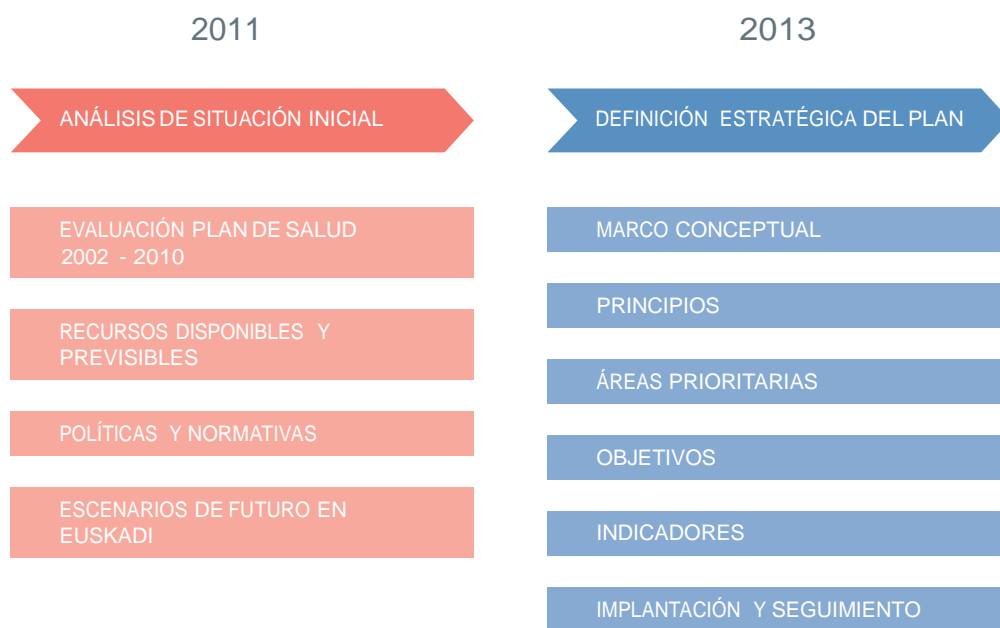 2011
ANÁLISIS DE SITUACIÓN INICIAL
EVALUACIÓN PLAN DE SALUD
2002 - 2010
RECURSOS DISPONIBLES Y
PREVISIBLES
POLÍTICAS Y NORMATIVAS
ESCENARIOS DE FUTURO EN
EUSKADI
2013
DEFINICIÓN ESTRATÉGICA DEL PLAN
MARCO CONCEPTUAL
PRINCIPIOS
ÁREAS PRIORITARIAS
OBJETIVOS
INDICADORES
IMPLANTACIÓN Y SEGUIMIENTO